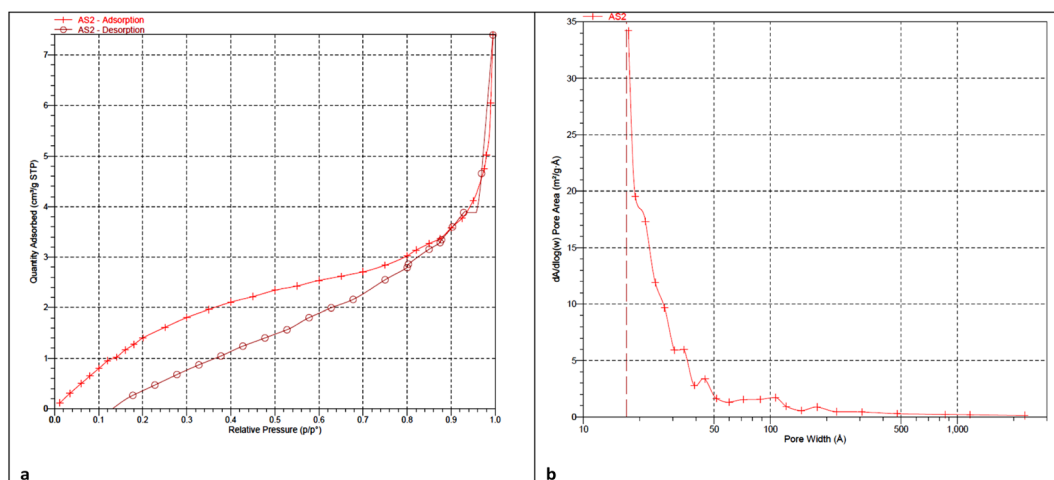 AS2 - Adsorption
AS2 - Desorption
7
6
5
4
3
2
1
0
0.0 0.1 0.2 0.3 0.4 0.5 0.6 0.7 0.8 0.9 1.0
Quantity Adsorbed (cm³/g STP)
Relative Pressure (p/p°)
a
AS2
35
30
25
20
15
10
5
0
10 50 100 500 1,000
dA/dlog(w) Pore Area (m²/g·Å)
Pore Width (Å)
b